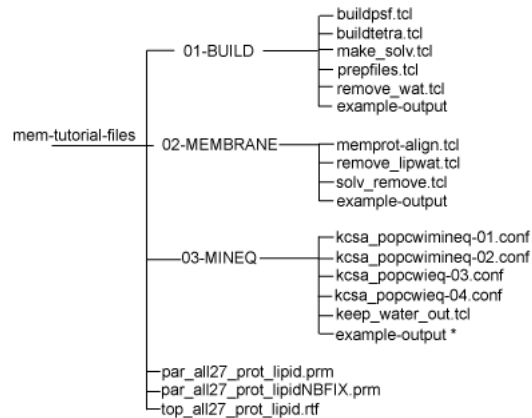 mem-tutorial-files
01-BUILD
buildpsf.tcl
buildtetra.tcl
make_solv.tcl
prepfiles.tcl
remove_wat.tcl
example-output
02-MEMBRANE
memprot-align.tcl
remove_lipwat.tcl
solv_remove.tcl
example-output
03-MINEQ
kcsa_popcwimineq-01.conf
kcsa_popcwimineq-02.conf
kcsa_popcwieq-03.conf
kcsa_popcwieq-04.conf
keep_water_out.tcl
example-output *
par_all27_prot_lipid.prm
par_all27_prot_lipidNBFIX.prm
top_all27_prot_lipid.rtf